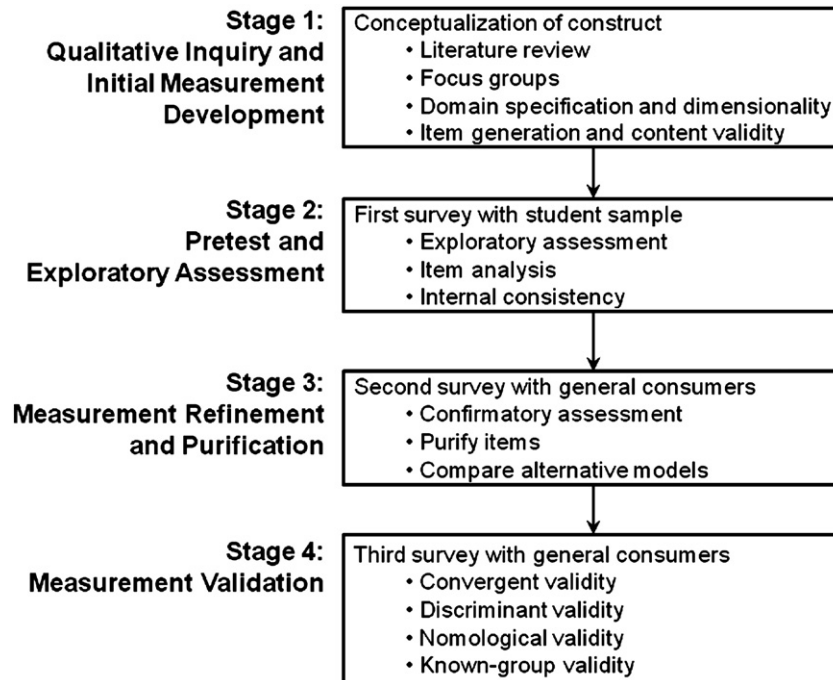 Stage 1:
Qualitative Inquiry and
Initial Measurement
Development
Conceptualization of construct
• Literature review
• Focus groups
• Domain specification and dimensionality
• Item generation and content validity
Stage 2:
Pretest and
Exploratory Assessment
First survey with student sample
• Exploratory assessment
• Item analysis
• Internal consistency
Stage 3:
Measurement Refinement
and Purification
Second survey with general consumers
• Confirmatory assessment
• Purify items
• Compare alternative models
Stage 4:
Measurement Validation
Third survey with general consumers
• Convergent validity
• Discriminant validity
• Nomological validity
• Known-group validity